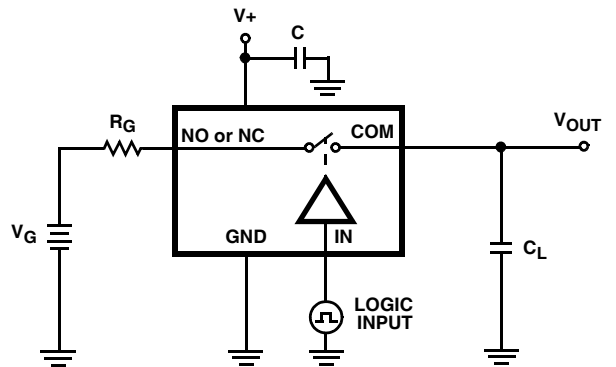 V+
C
RG
NO or NC
COM
VOUT
VG
GND
IN
CL
LOGIC
INPUT